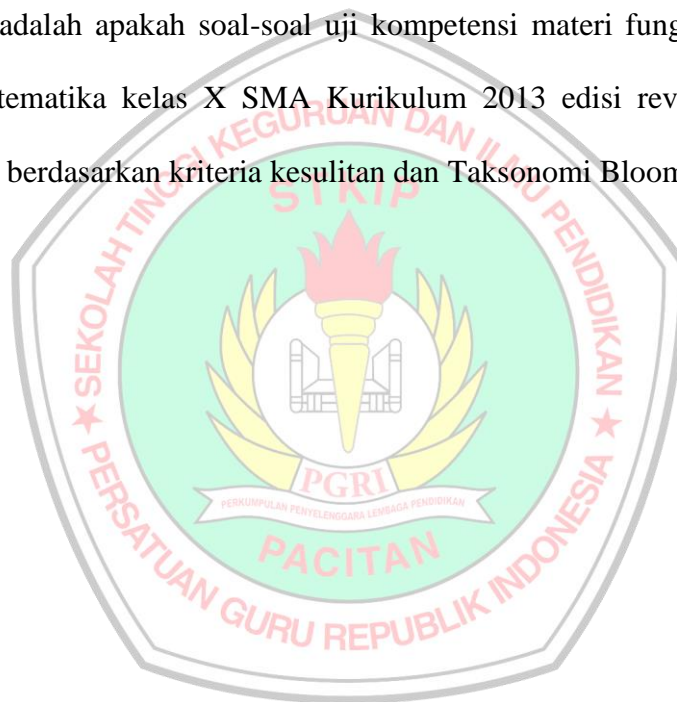 adalah apakah soal-soal uji kompetensi materi fung
tematika kelas X SMA Kurikulum 2013 edisi rev
berdasarkan kriteria kesulitan dan Taksonomi Bloom
SEKOLAH TINGGI KEGURUAN DAN ILMU PENDIDIKAN
STKIP
PGRI
PERKUMPULAN PENYELENGGARA LEMBAGA PENDIDIKAN
PACITAN
PERSATUAN GURU REPUBLIK INDONESIA